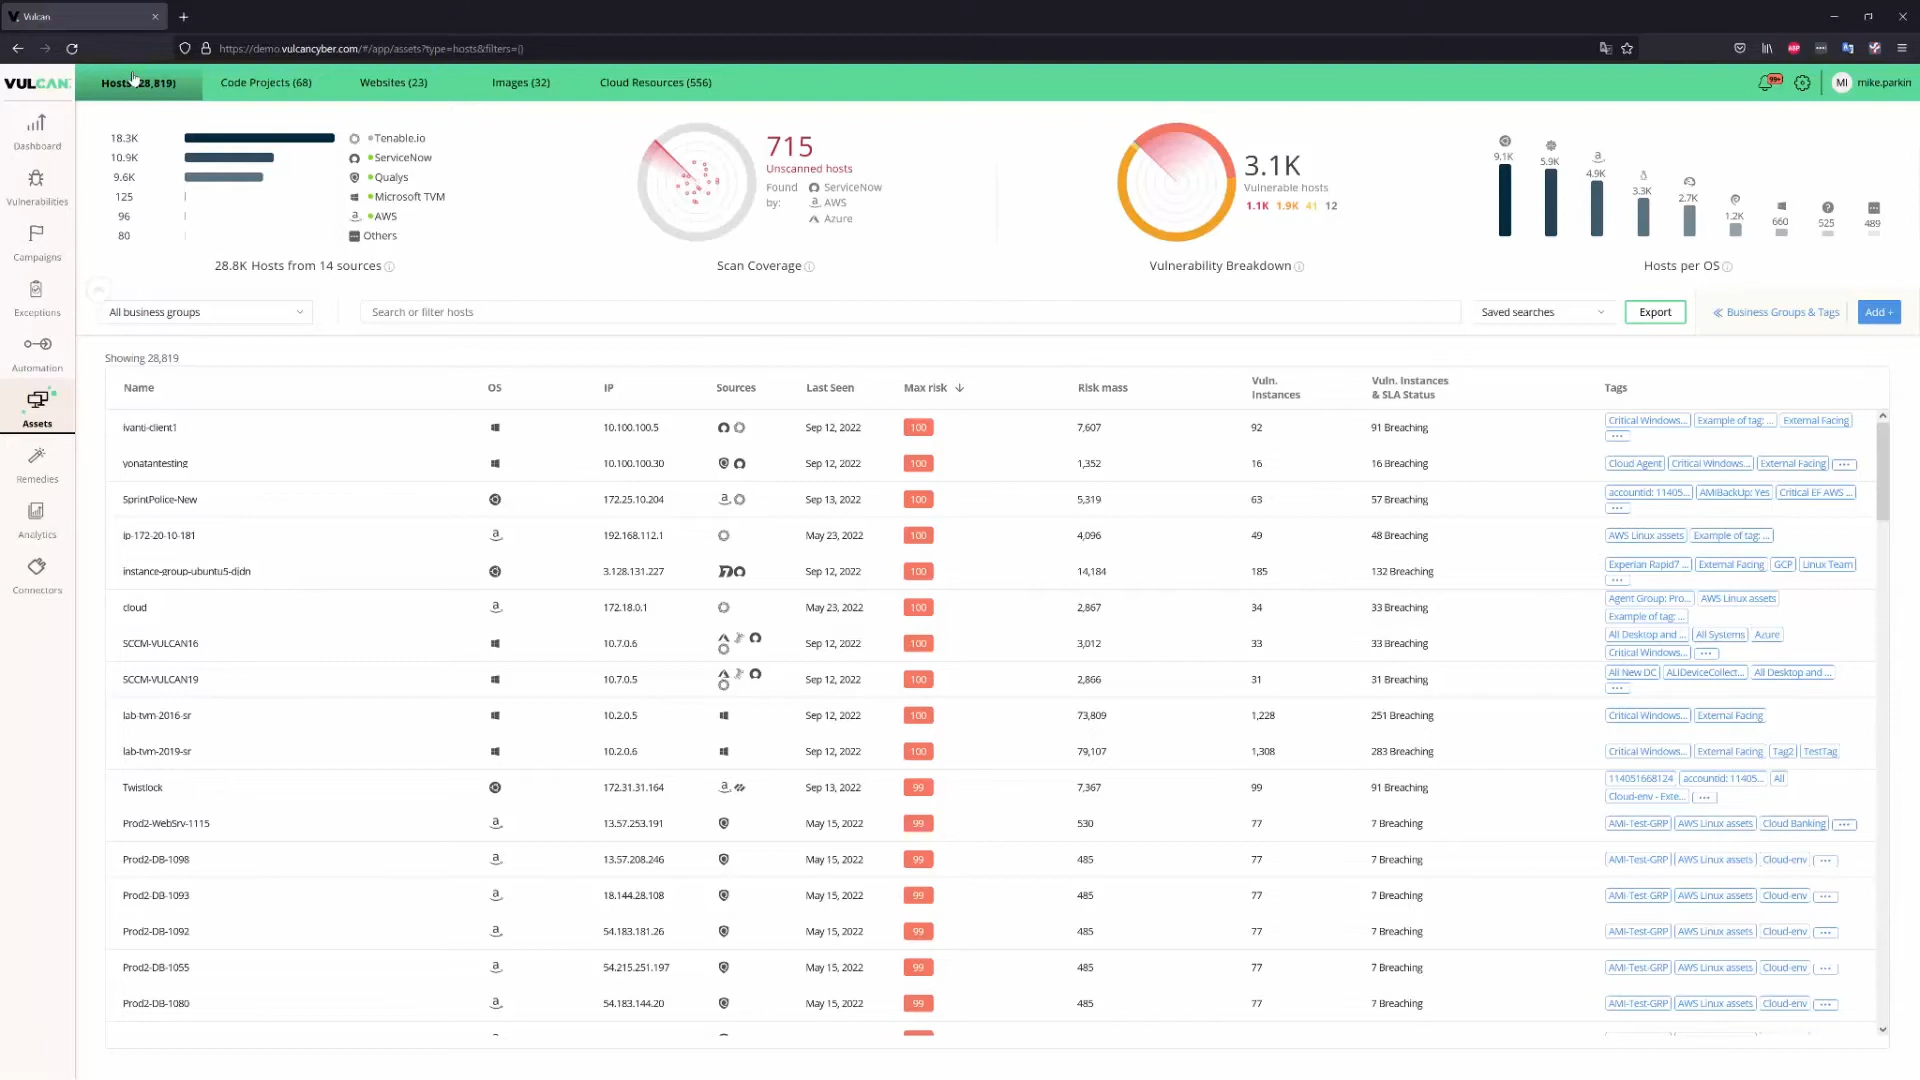 Vulcan
https://demo.vulcancyber.com/#/app/assets?type=hosts&filters={}
VULCAN.
Hosts (28,819)
Code Projects (68)
Websites (23)
Images (32)
Cloud Resources (556)
99+
MI
mike.parkin
Dashboard
Vulnerabilities
Campaigns
Exceptions
Automation
Assets
Remedies
Analytics
Connectors
18.3K Tenable.io
10.9K ServiceNow
9.6K Qualys
125 Microsoft TVM
96 AWS
80 Others
28.8K Hosts from 14 sources
715
Unscanned hosts
Found by:
ServiceNow
AWS
Azure
Scan Coverage
3.1K
Vulnerable hosts
1.1K 1.9K 41 12
Vulnerability Breakdown
9.1K 5.9K 4.9K 3.3K 2.7K 1.2K 660 525 489
Hosts per OS
All business groups
Search or filter hosts
Saved searches
Export
Business Groups & Tags
Add +
Showing 28,819
Name OS IP Sources Last Seen Max risk Risk mass Vuln. Instances Vuln. Instances & SLA Status Tags
ivanti-client1 10.100.100.5 Sep 12, 2022 100 7,607 92 91 Breaching Critical Windows... Example of tag: ... External Facing ...
yonatantesting 10.100.100.30 Sep 12, 2022 100 1,352 16 16 Breaching Cloud Agent Critical Windows... External Facing ...
SprintPolice-New 172.25.10.204 Sep 13, 2022 100 5,319 63 57 Breaching accountid: 11405... AMIBackUp: Yes Critical EF AWS ... ...
ip-172-20-10-181 192.168.112.1 May 23, 2022 100 4,096 49 48 Breaching AWS Linux assets Example of tag: ...
instance-group-ubuntu5-djdn 3.128.131.227 Sep 12, 2022 100 14,184 185 132 Breaching Experian Rapid7 ... External Facing GCP Linux Team ...
cloud 172.18.0.1 May 23, 2022 100 2,867 34 33 Breaching Agent Group: Pro... AWS Linux assets Example of tag: ...
SCCM-VULCAN16 10.7.0.6 Sep 12, 2022 100 3,012 33 33 Breaching All Desktop and ... All Systems Azure Critical Windows... ...
SCCM-VULCAN19 10.7.0.5 Sep 12, 2022 100 2,866 31 31 Breaching All New DC ALIDeviceCollect... All Desktop and ... ...
lab-tvm-2016-sr 10.2.0.5 Sep 12, 2022 100 73,809 1,228 251 Breaching Critical Windows... External Facing
lab-tvm-2019-sr 10.2.0.6 Sep 12, 2022 100 79,107 1,308 283 Breaching Critical Windows... External Facing Tag2 TestTag
Twistlock 172.31.31.164 Sep 13, 2022 99 7,367 99 91 Breaching 114051668124 accountid: 11405... All Cloud-env - Exte... ...
Prod2-WebSrv-1115 13.57.253.191 May 15, 2022 99 530 77 7 Breaching AMI-Test-GRP AWS Linux assets Cloud Banking ...
Prod2-DB-1098 13.57.208.246 May 15, 2022 99 485 77 7 Breaching AMI-Test-GRP AWS Linux assets Cloud-env ...
Prod2-DB-1093 18.144.28.108 May 15, 2022 99 485 77 7 Breaching AMI-Test-GRP AWS Linux assets Cloud-env ...
Prod2-DB-1092 54.183.181.26 May 15, 2022 99 485 77 7 Breaching AMI-Test-GRP AWS Linux assets Cloud-env ...
Prod2-DB-1055 54.215.251.197 May 15, 2022 99 485 77 7 Breaching AMI-Test-GRP AWS Linux assets Cloud-env ...
Prod2-DB-1080 54.183.144.20 May 15, 2022 99 485 77 7 Breaching AMI-Test-GRP AWS Linux assets Cloud-env ...